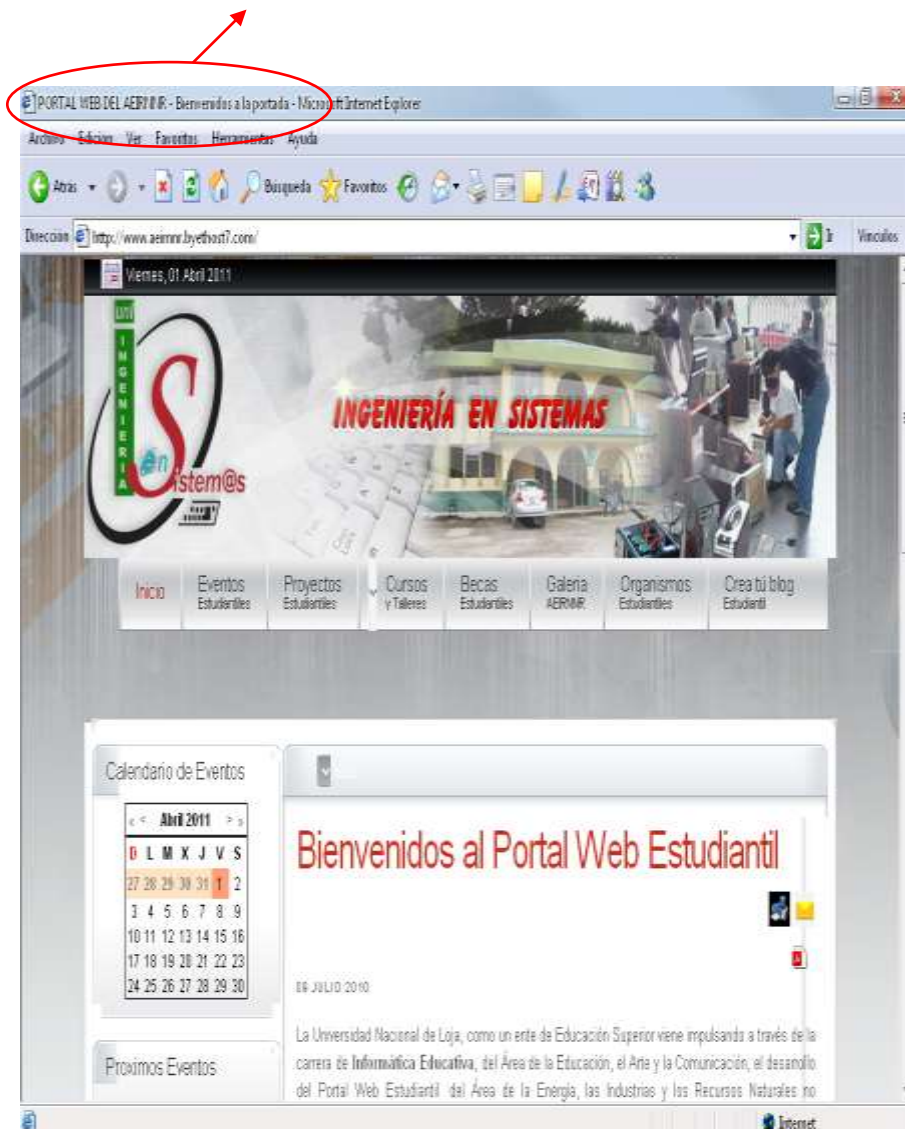 PORTAL WEB DEL AEIRNNR - Bienvenidos a la portada - Microsoft Internet Explorer
Archivo Edicion Ver Favoritos Herramientas Ayuda
Atrás Búsqueda Favoritos
Dirección http://www.aeirnnr.byethost7.com/ Ir Vínculos
Viernes, 01 Abril 2011
INGENIERIA
en Sistem@s
INGENIERÍA EN SISTEMAS
Inicio Eventos Proyectos Cursos Becas Galeria Organismos Crea tú blog
Estudiantiles Estudiantiles y Talleres Estudiantiles AEIRNNR Estudiantiles Estudiantil
Calendario de Eventos
« < Abril 2011 > »
D L M X J V S
27 28 29 30 31 1 2
3 4 5 6 7 8 9
10 11 12 13 14 15 16
17 18 19 20 21 22 23
24 25 26 27 28 29 30
Proximos Eventos
Bienvenidos al Portal Web Estudiantil
09 JULIO 2010
La Universidad Nacional de Loja, como un ente de Educación Superior viene impulsando a través de la
carrera de Informática Educativa, del Área de la Educación, el Arte y la Comunicación, el desarrollo
del Portal Web Estudiantil del Área de la Energía, las Industrias y los Recursos Naturales no
Internet